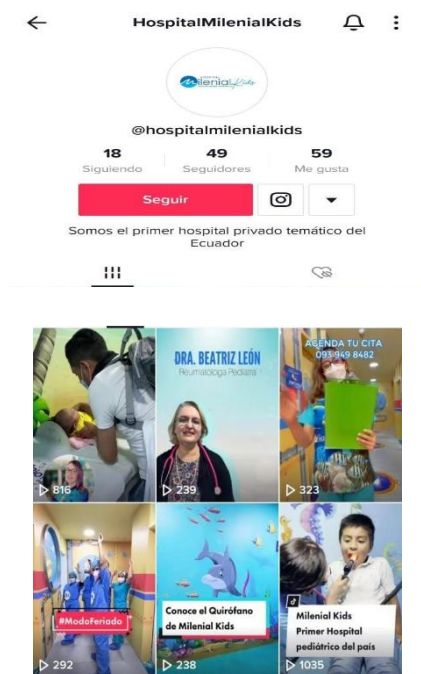 HospitalMilenialKids
Milenial Kids
@hospitalmilenialkids
18 49 59
Siguiendo Seguidores Me gusta
Seguir
Somos el primer hospital privado temático del
Ecuador
816
DRA. BEATRIZ LEÓN
Reumatóloga Pediatra
239
AGENDA TU CITA
093 949 8482
323
#ModoFeriado
292
Conoce el Quirófano
de Milenial Kids
238
Milenial Kids
Primer Hospital
pediátrico del país
1035